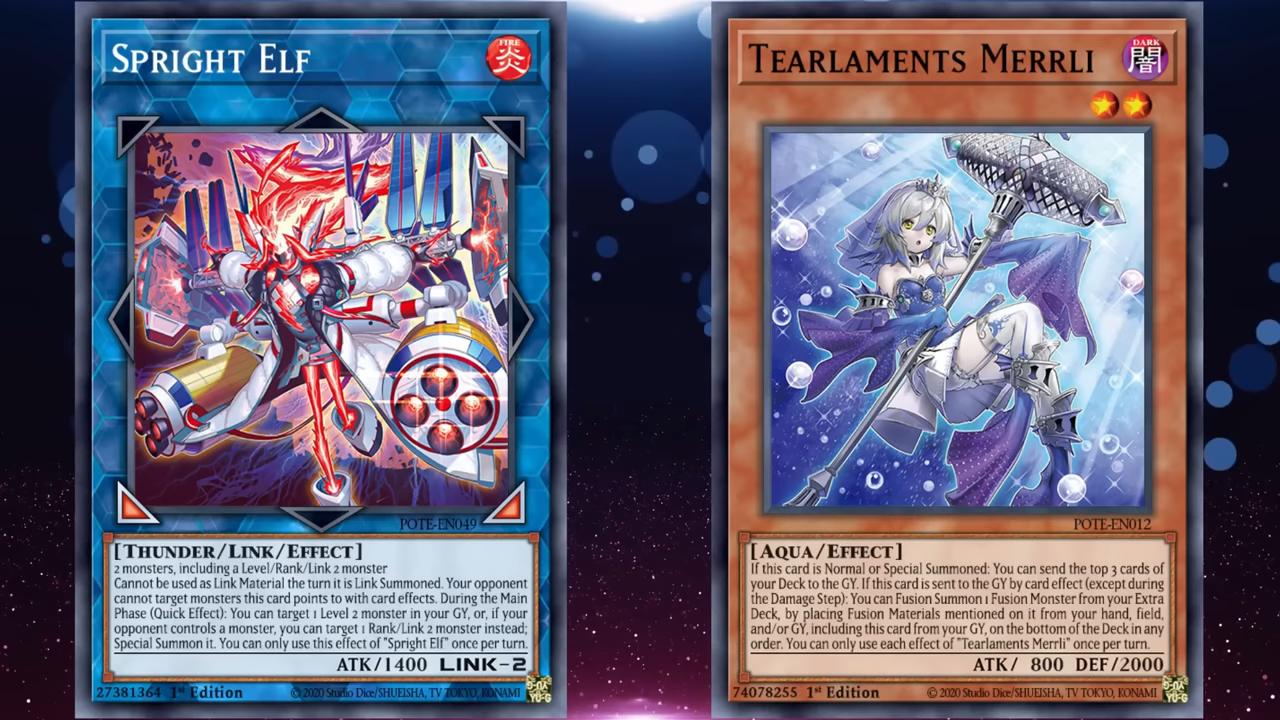 SPRIGHT ELF
FIRE
炎
POTE-EN049
[THUNDER/LINK/EFFECT]
2 monsters, including a Level/Rank/Link 2 monster
Cannot be used as Link Material the turn it is Link Summoned. Your opponent
cannot target monsters this card points to with card effects. During the Main
Phase (Quick Effect): You can target 1 Level 2 monster in your GY, or, if your
opponent controls a monster, you can target 1 Rank/Link 2 monster instead;
Special Summon it. You can only use this effect of "Spright Elf" once per turn.
ATK/1400 LINK-2
27381364 1st Edition ©2020 Studio Dice/SHUEISHA, TV TOKYO, KONAMI
TEARLAMENTS MERRLI
DARK
闇
POTE-EN012
[AQUA/EFFECT]
If this card is Normal or Special Summoned: You can send the top 3 cards of
your Deck to the GY. If this card is sent to the GY by card effect (except during
the Damage Step): You can Fusion Summon 1 Fusion Monster from your Extra
Deck, by placing Fusion Materials mentioned on it from your hand, field,
and/or GY, including this card from your GY, on the bottom of the Deck in any
order. You can only use each effect of "Tearlaments Merrli" once per turn.
ATK/ 800 DEF/2000
74078255 1st Edition ©2020 Studio Dice/SHUEISHA, TV TOKYO, KONAMI